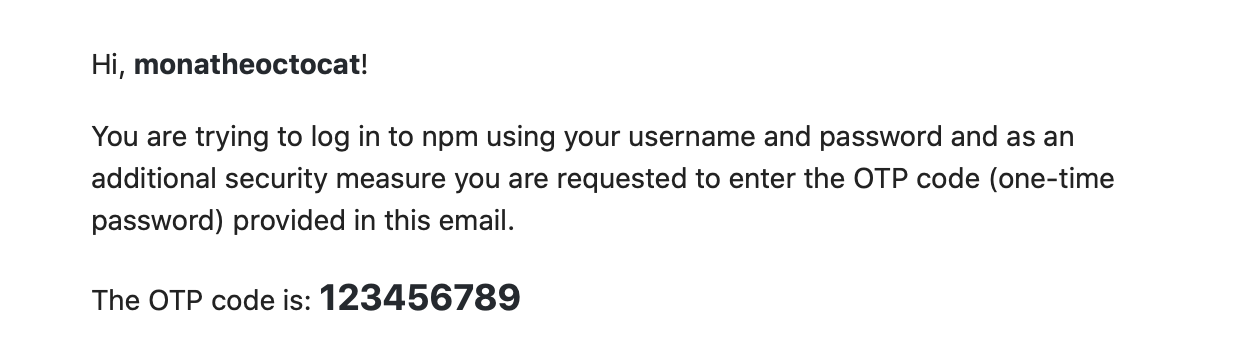 Hi, monatheoctocat!
You are trying to log in to npm using your username and password and as an
additional security measure you are requested to enter the OTP code (one-time
password) provided in this email.
The OTP code is: 123456789